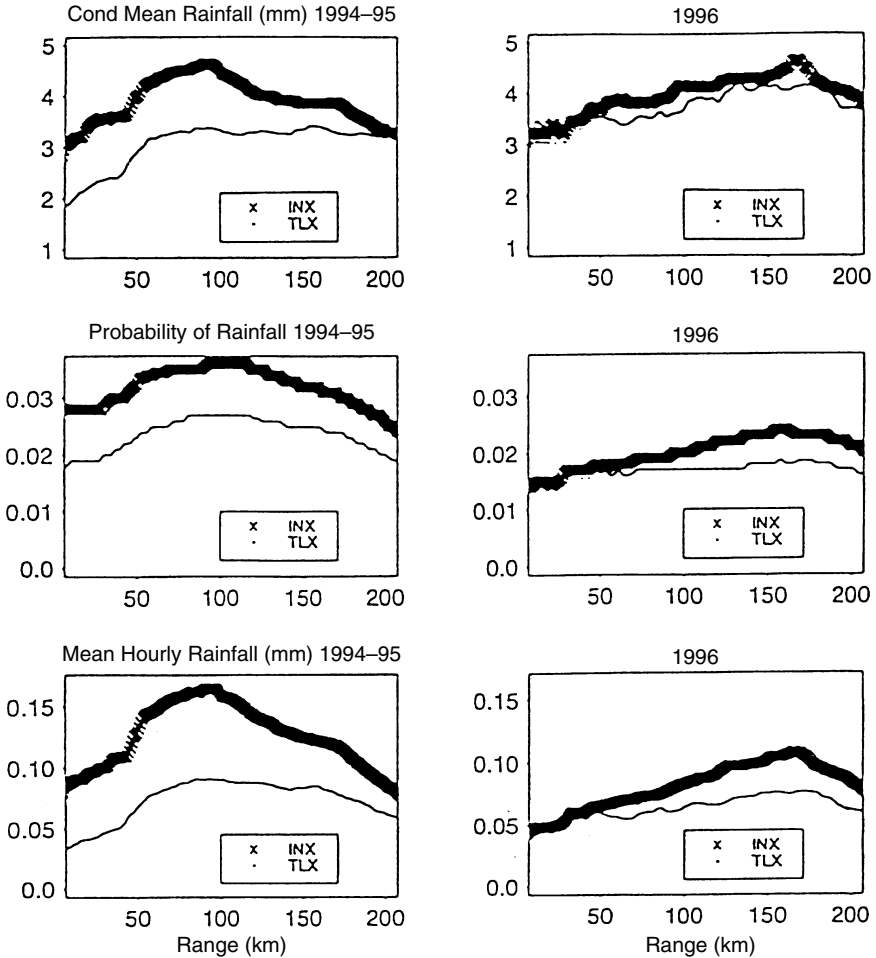 Cond Mean Rainfall (mm) 1994–95
5
4
3
2
1
x INX
· TLX
50 100 150 200
1996
5
4
3
2
1
x INX
· TLX
50 100 150 200
Probability of Rainfall 1994–95
0.03
0.02
0.01
0.0
x INX
· TLX
50 100 150 200
1996
0.03
0.02
0.01
0.0
x INX
· TLX
50 100 150 200
Mean Hourly Rainfall (mm) 1994–95
0.15
0.10
0.05
0.0
x INX
· TLX
50 100 150 200
Range (km)
1996
0.15
0.10
0.05
0.0
x INX
· TLX
50 100 150 200
Range (km)